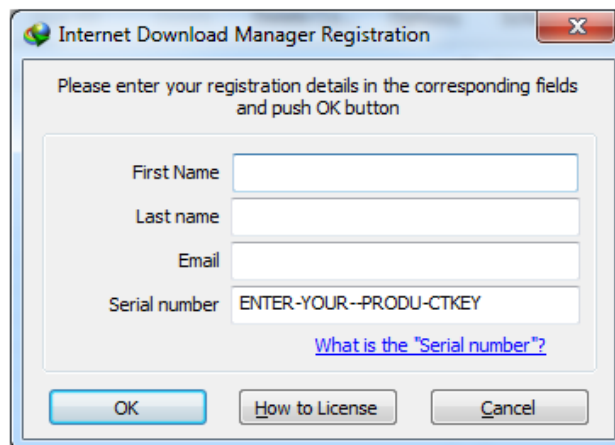 Internet Download Manager Registration
Please enter your registration details in the corresponding fields
and push OK button
First Name
Last name
Email
Serial number ENTER-YOUR--PRODU-CTKEY
What is the "Serial number"?
OK How to License Cancel